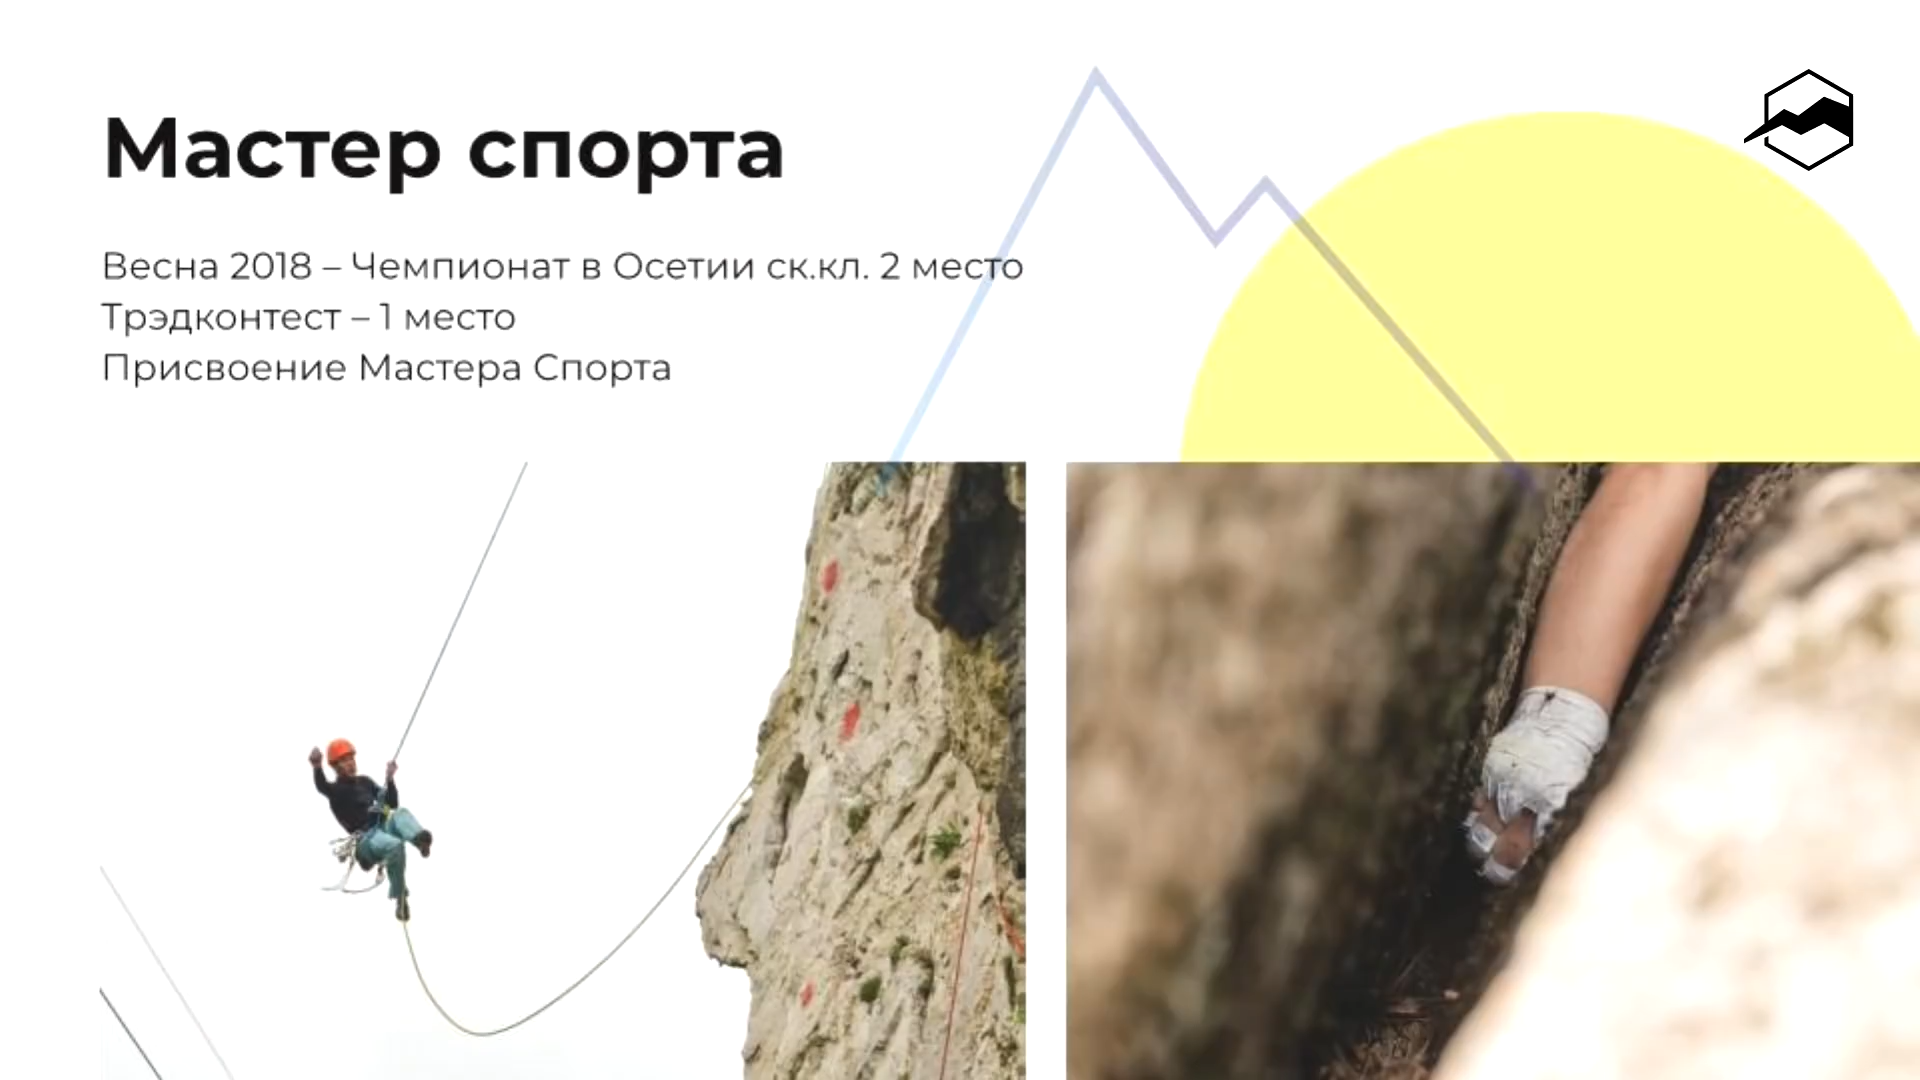 Мастер спорта
Весна 2018 – Чемпионат в Осетии ск.кл. 2 место
Трэдконтест – 1 место
Присвоение Мастера Спорта